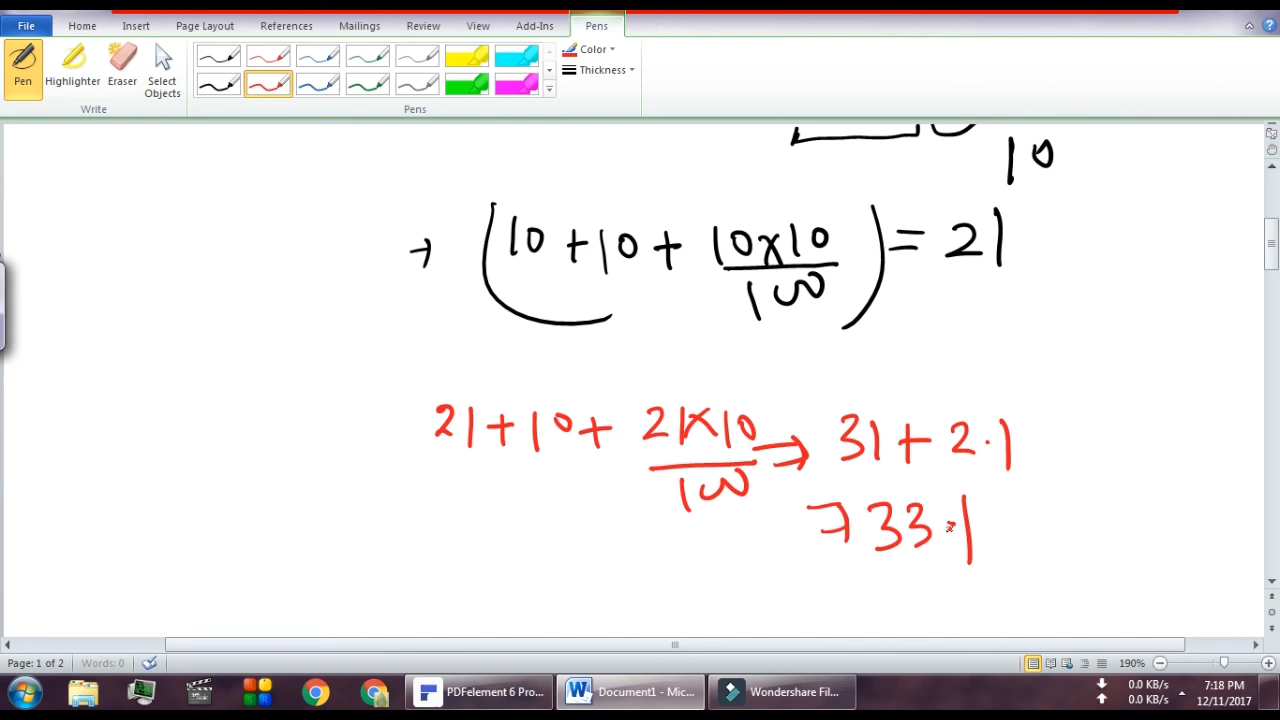 File Home Insert Page Layout References Mailings Review View Add-Ins Pens
Pen Highlighter Eraser Select Objects Color Thickness
Write Pens
10
→ (10 + 10 + 10x10/100) = 21
21 + 10 + 21x10/100 → 31 + 2.1
→ 33.1
Page: 1 of 2 Words: 0 190%
PDFelement 6 Pro... Document1 - Mic... Wondershare Fil... 0.0 KB/s 0.0 KB/s 7:18 PM 12/11/2017